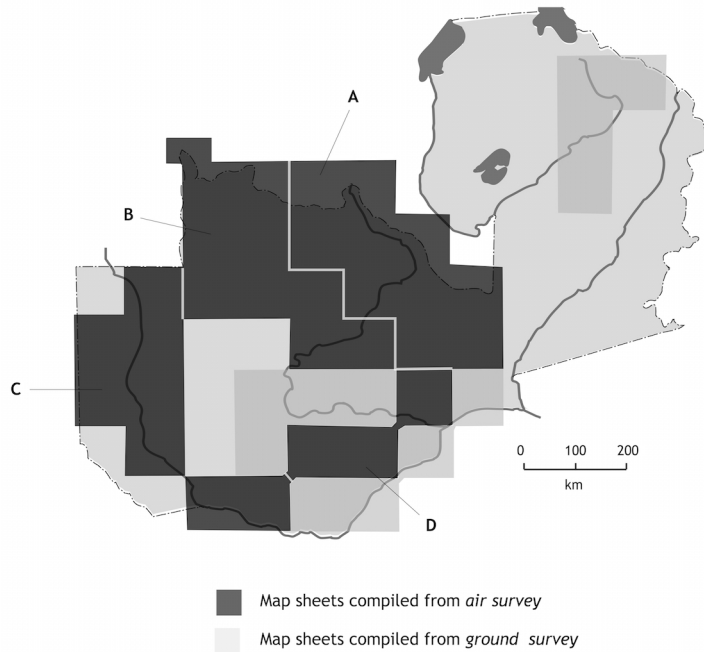 A
B
C
D
0 100 200
km
Map sheets compiled from air survey
Map sheets compiled from ground survey